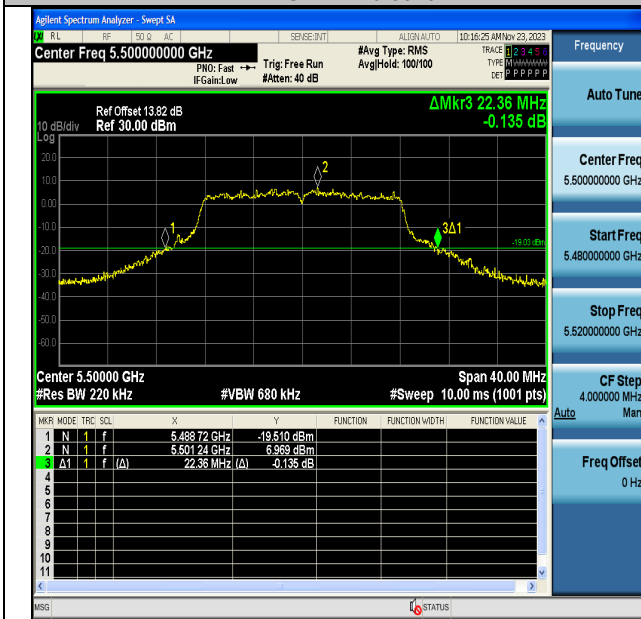 Agilent Spectrum Analyzer - Swept SA
RL RF 50 Ω AC SENSE:INT ALIGN AUTO 10:16:25 AM Nov 23, 2023
Center Freq 5.500000000 GHz
PNO: Fast
IFGain:Low
Trig: Free Run
#Atten: 40 dB
#Avg Type: RMS
Avg|Hold: 100/100
TRACE 1 2 3 4 5 6
TYPE M
DET P P P P P P
Ref Offset 13.82 dB
10 dB/div Ref 30.00 dBm
Log
ΔMkr3 22.36 MHz
-0.135 dB
20.0
10.0
0.00
-10.0
-20.0
-30.0
-40.0
-50.0
-60.0
1
2
3Δ1
-19.03 dBm
Center 5.50000 GHz Span 40.00 MHz
#Res BW 220 kHz #VBW 680 kHz #Sweep 10.00 ms (1001 pts)
MKR MODE TRC SCL X Y FUNCTION FUNCTION WIDTH FUNCTION VALUE
1 N 1 f 5.488 72 GHz -19.510 dBm
2 N 1 f 5.501 24 GHz 6.969 dBm
3 Δ1 1 f (Δ) 22.36 MHz (Δ) -0.135 dB
4
5
6
7
8
9
10
11
MSG STATUS
Frequency
Auto Tune
Center Freq
5.500000000 GHz
Start Freq
5.480000000 GHz
Stop Freq
5.520000000 GHz
CF Step
4.000000 MHz
Auto Man
Freq Offset
0 Hz